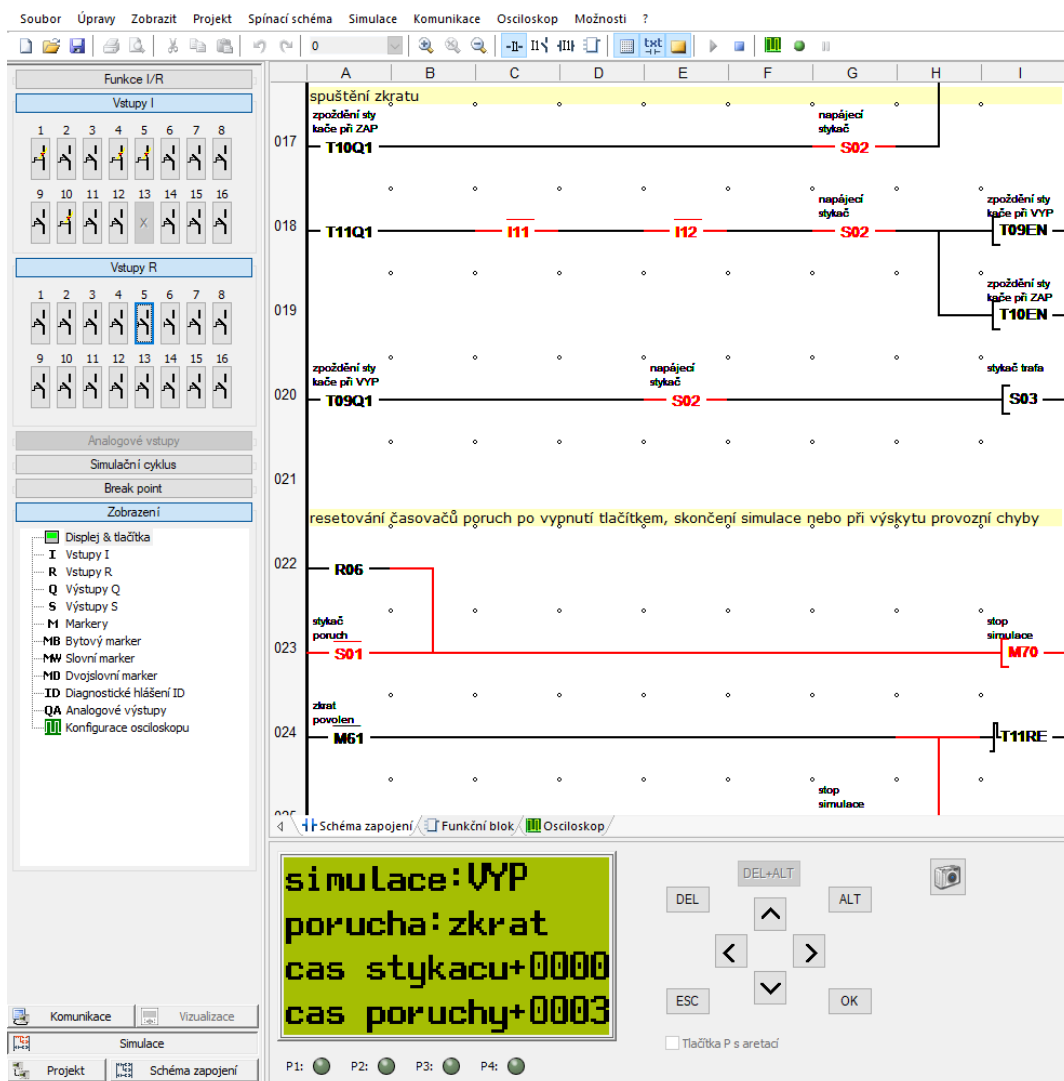 Soubor Úpravy Zobrazit Projekt Spínací schéma Simulace Komunikace Osciloskop Možnosti ?
0
txt
Funkce I/R
Vstupy I
1 2 3 4 5 6 7 8
9 10 11 12 13 14 15 16
x
Vstupy R
1 2 3 4 5 6 7 8
9 10 11 12 13 14 15 16
Analogové vstupy
Simulační cyklus
Break point
Zobrazení
Displej & tlačítka
I Vstupy I
R Vstupy R
Q Výstupy Q
S Výstupy S
M Markery
MB Bytový marker
MW Slovní marker
MD Dvojslovní marker
ID Diagnostické hlášení ID
QA Analogové výstupy
Konfigurace osciloskopu
Komunikace Vizualizace
Simulace
Projekt Schéma zapojení
A B C D E F G H I
spuštění zkratu
zpoždění sty
kače při ZAP
napájecí
stykač
017 T10Q1 S02
napájecí
stykač
zpoždění sty
kače při VYP
018 T11Q1 I11 I12 S02 T09EN
zpoždění sty
kače při ZAP
019 T10EN
zpoždění sty
kače při VYP
napájecí
stykač
stykač trafa
020 T09Q1 S02 S03
021
resetování časovačů poruch po vypnutí tlačítkem, skončení simulace nebo při výskytu provozní chyby
022 R06
stykač
poruch
stop
simulace
023 S01 M70
zkrat
povolen
024 M61 T11RE
stop
simulace
025
Schéma zapojení Funkční blok Osciloskop
simulace:VYP
porucha:zkrat
cas stykacu+0000
cas poruchy+0003
P1: P2: P3: P4:
DEL+ALT
DEL ALT
ESC OK
Tlačítka P s aretací